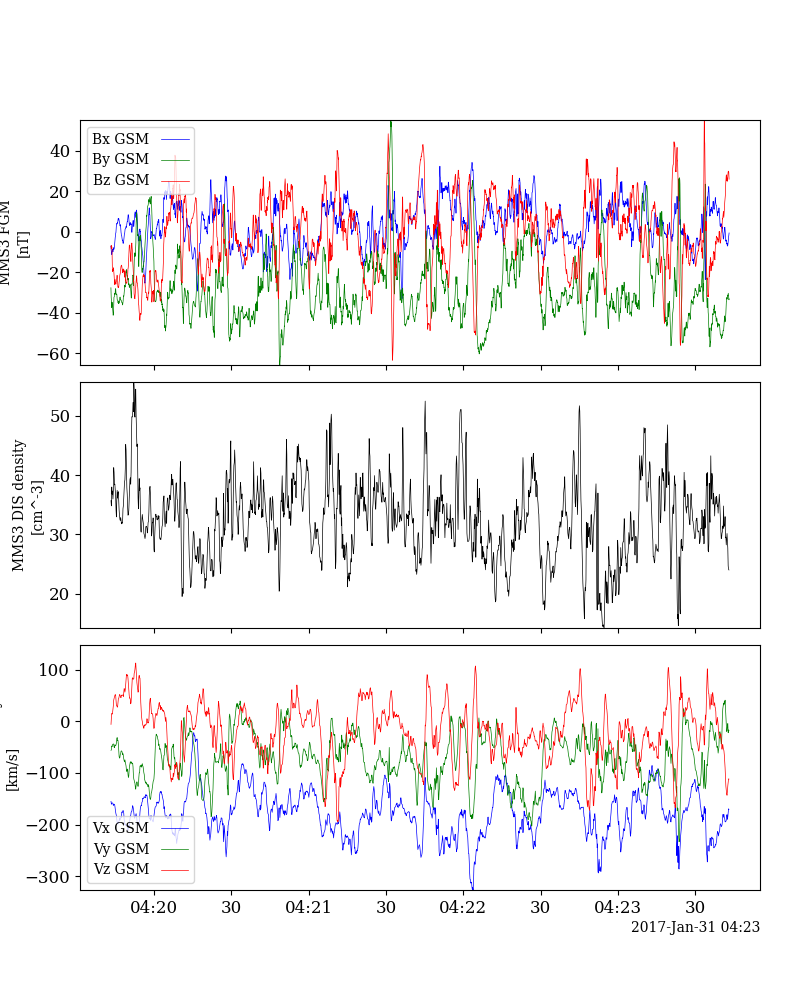 Bx GSM
By GSM
Bz GSM
40
20
0
−20
−40
−60
MMS3 FGM
[nT]
50
40
30
20
MMS3 DIS density
[cm^-3]
100
0
−100
−200
−300
[km/s]
Vx GSM
Vy GSM
Vz GSM
04:20
30
04:21
30
04:22
30
04:23
30
2017-Jan-31 04:23